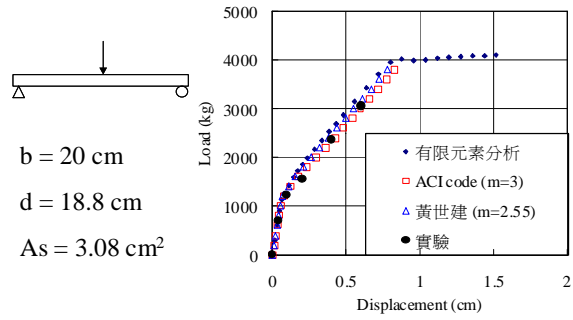 b = 20 cm
d = 18.8 cm
As = 3.08 cm²
5000
4000
3000
2000
1000
0
Load (kg)
0
0.5
1
1.5
2
Displacement (cm)
有限元素分析
ACI code (m=3)
黃世建 (m=2.55)
實驗